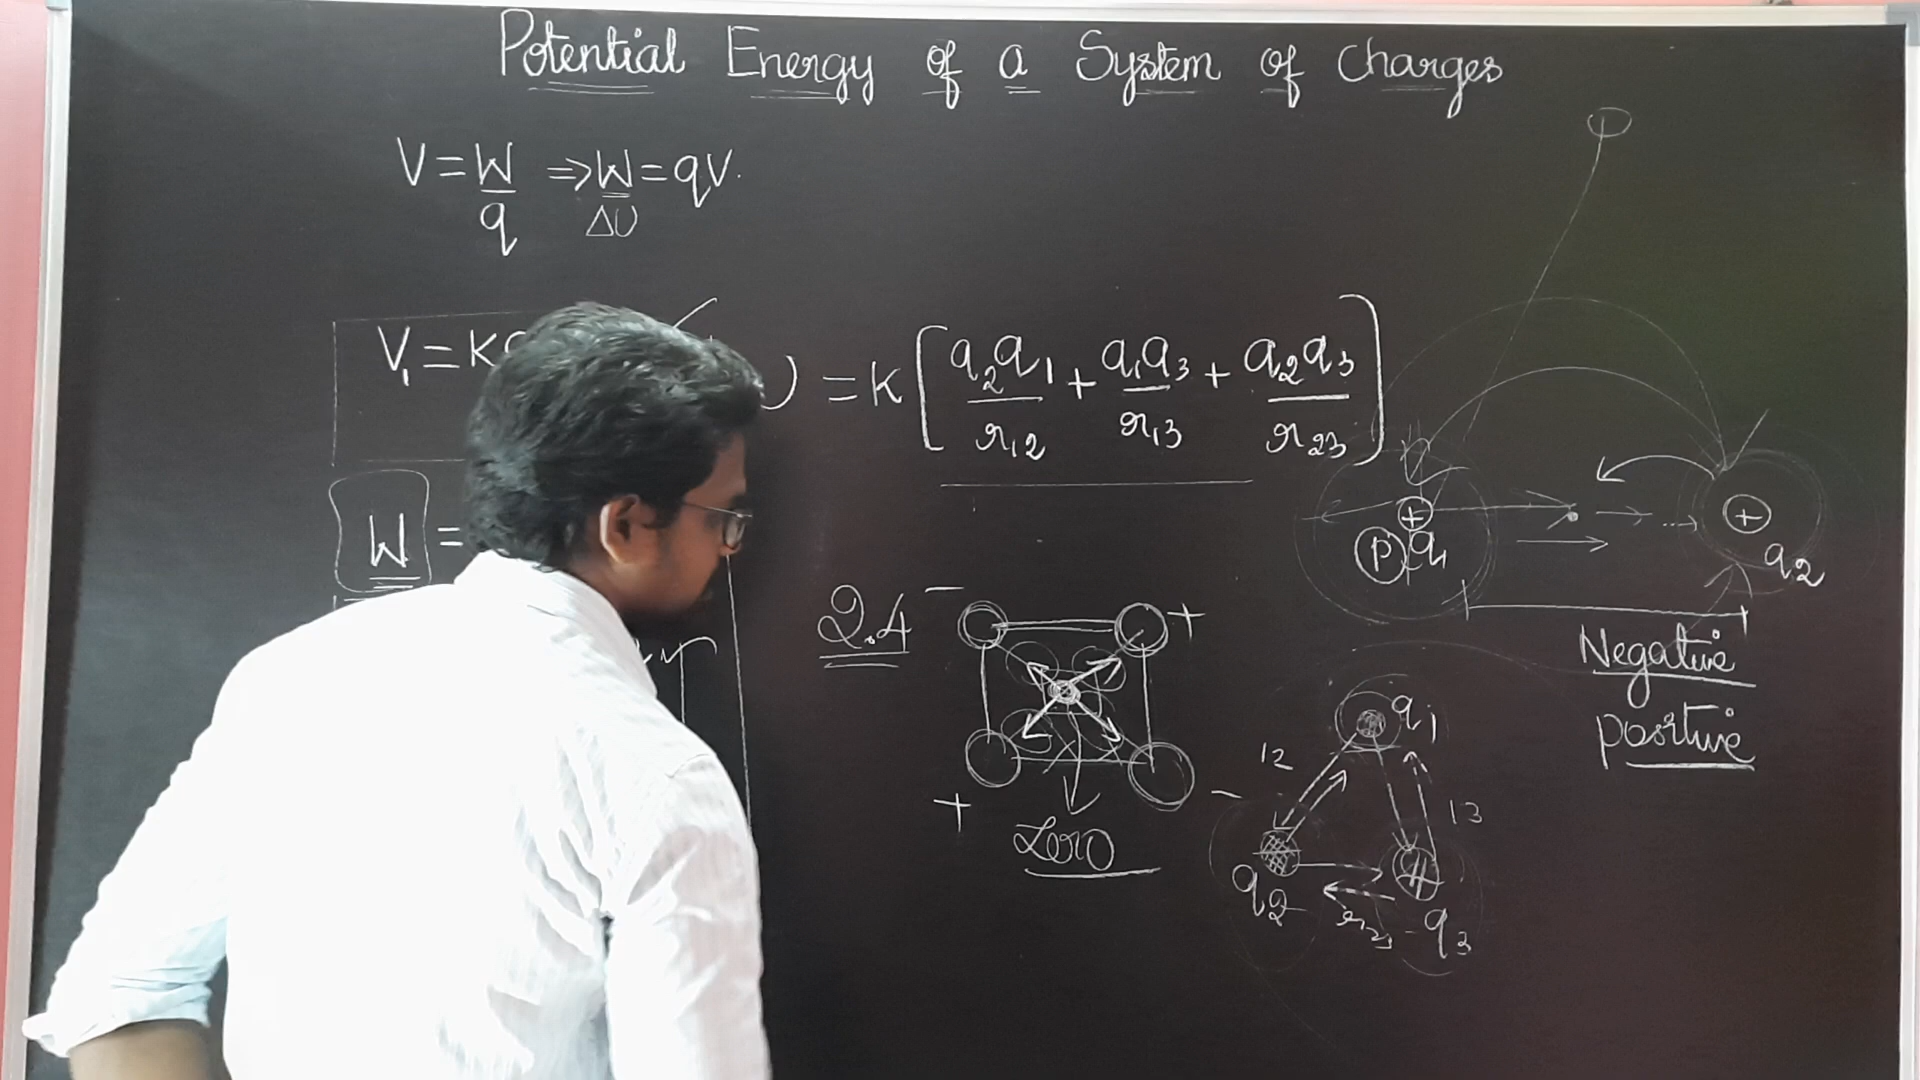 Potential Energy of a System of charges
V = W/q => W = qV.
ΔU
V₁ = K
U = K [ q₂q₁/r₁₂ + q₁q₃/r₁₃ + q₂q₃/r₂₃ ]
W =
+
P q₁
+
q₂
Negative
positive
2.4
- +
+ -
Zero
q₁
12
13
q₂
r₂₃
q₃